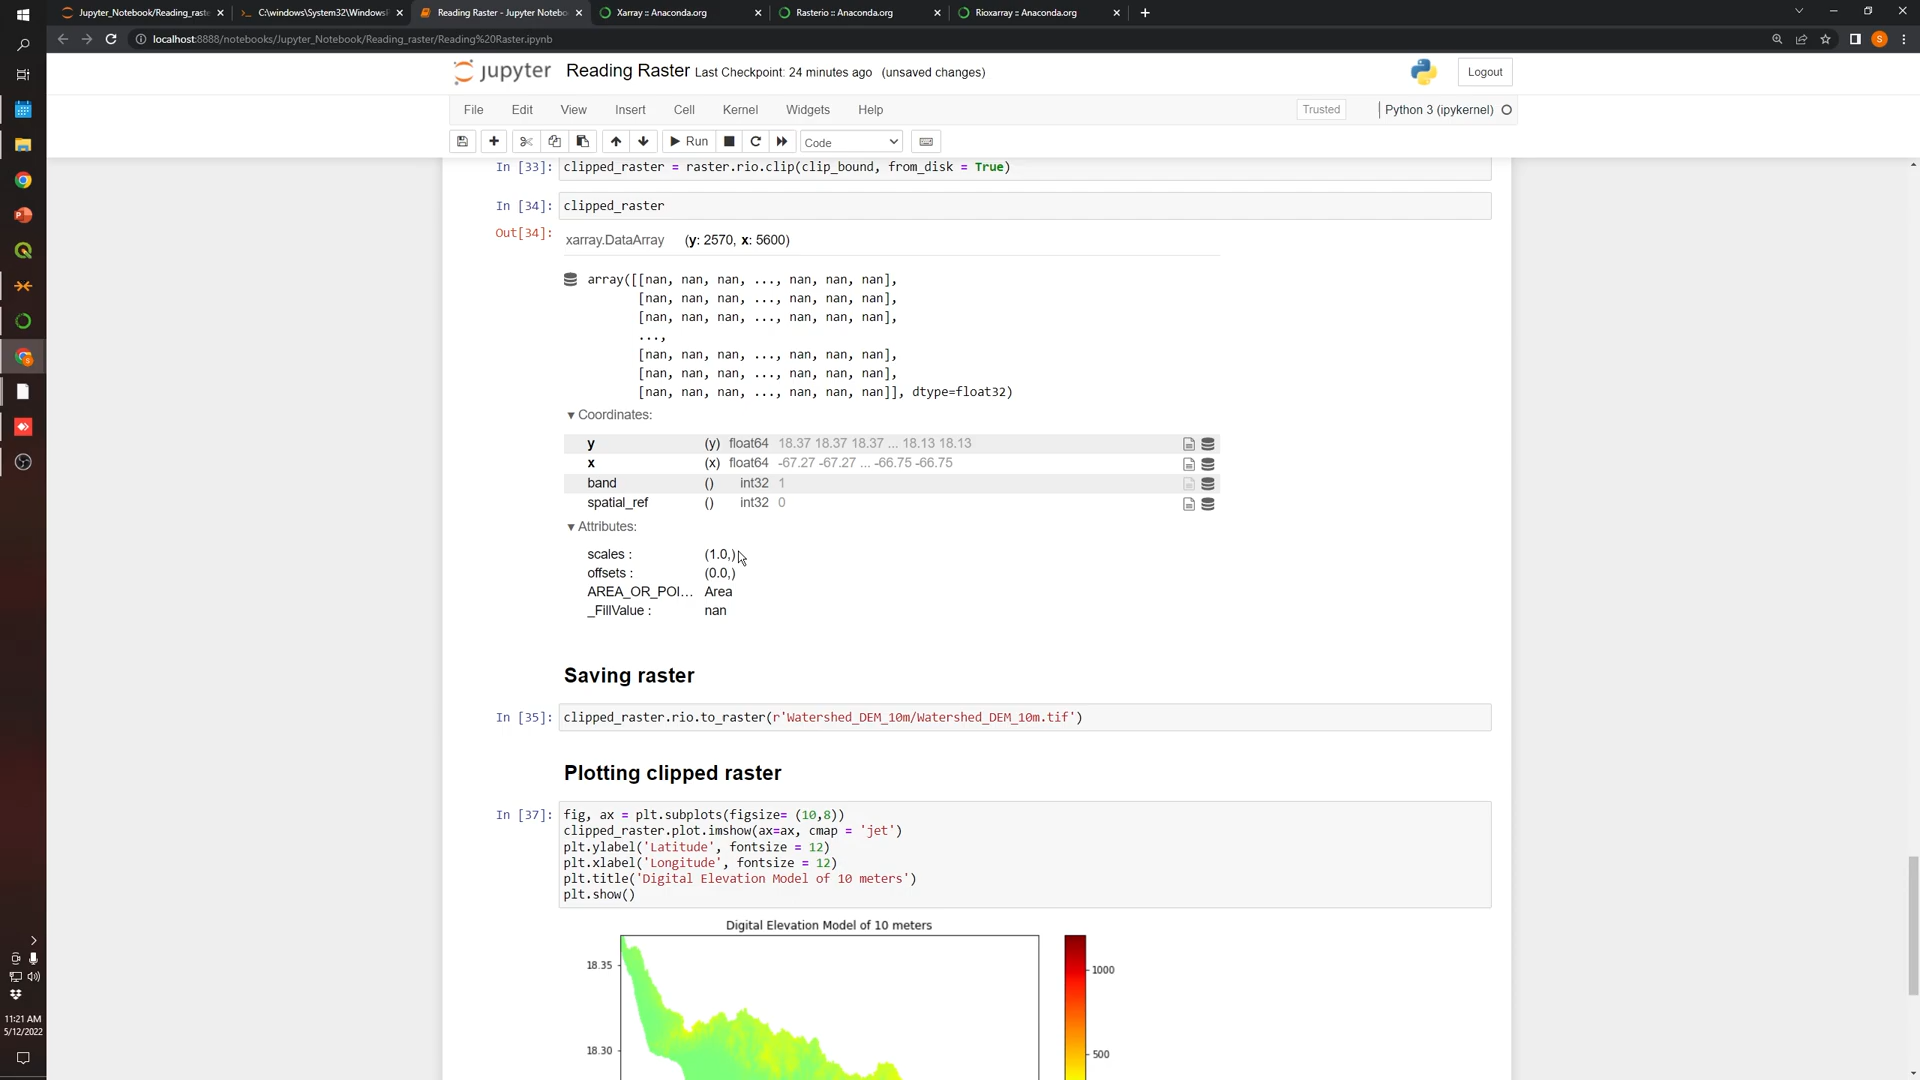 Jupyter_Notebook/Reading_raste
C:\windows\System32\Windows
Reading Raster - Jupyter Notebo
Xarray :: Anaconda.org
Rasterio :: Anaconda.org
Rioxarray :: Anaconda.org
localhost:8888/notebooks/Jupyter_Notebook/Reading_raster/Reading%20Raster.ipynb
S
jupyter Reading Raster Last Checkpoint: 24 minutes ago (unsaved changes)
Logout
File Edit View Insert Cell Kernel Widgets Help
Trusted
Python 3 (ipykernel)
Run
Code
In [33]: clipped_raster = raster.rio.clip(clip_bound, from_disk = True)
In [34]: clipped_raster
Out[34]: xarray.DataArray (y: 2570, x: 5600)
array([[nan, nan, nan, ..., nan, nan, nan],
[nan, nan, nan, ..., nan, nan, nan],
[nan, nan, nan, ..., nan, nan, nan],
...,
[nan, nan, nan, ..., nan, nan, nan],
[nan, nan, nan, ..., nan, nan, nan],
[nan, nan, nan, ..., nan, nan, nan]], dtype=float32)
▼ Coordinates:
y (y) float64 18.37 18.37 18.37 ... 18.13 18.13
x (x) float64 -67.27 -67.27 ... -66.75 -66.75
band () int32 1
spatial_ref () int32 0
▼ Attributes:
scales : (1.0,)
offsets : (0.0,)
AREA_OR_POI... Area
_FillValue : nan
Saving raster
In [35]: clipped_raster.rio.to_raster(r'Watershed_DEM_10m/Watershed_DEM_10m.tif')
Plotting clipped raster
In [37]: fig, ax = plt.subplots(figsize= (10,8))
clipped_raster.plot.imshow(ax=ax, cmap = 'jet')
plt.ylabel('Latitude', fontsize = 12)
plt.xlabel('Longitude', fontsize = 12)
plt.title('Digital Elevation Model of 10 meters')
plt.show()
Digital Elevation Model of 10 meters
18.35
1000
18.30
500
11:21 AM
5/12/2022